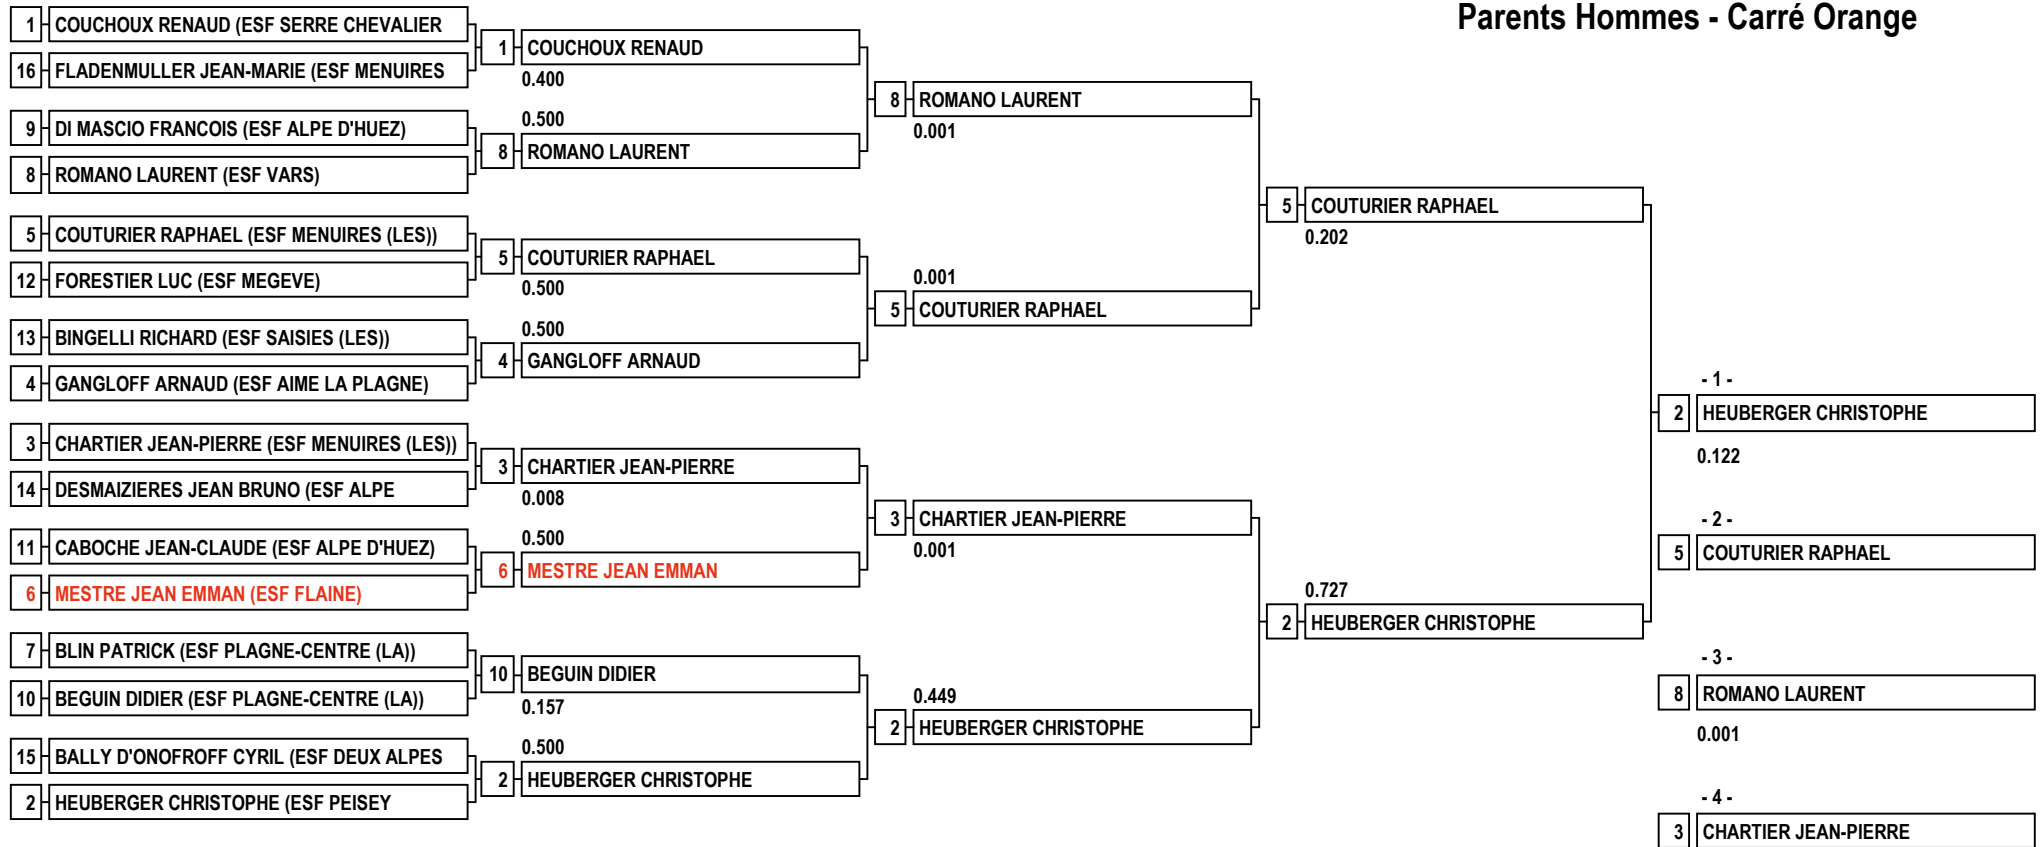 Parents Hommes - Carré Orange
1 COUCHOUX RENAUD (ESF SERRE CHEVALIER
16 FLADENMULLER JEAN-MARIE (ESF MENUIRES
9 DI MASCIO FRANCOIS (ESF ALPE D'HUEZ)
8 ROMANO LAURENT (ESF VARS)
5 COUTURIER RAPHAEL (ESF MENUIRES (LES))
12 FORESTIER LUC (ESF MEGEVE)
13 BINGELLI RICHARD (ESF SAISIES (LES))
4 GANGLOFF ARNAUD (ESF AIME LA PLAGNE)
3 CHARTIER JEAN-PIERRE (ESF MENUIRES (LES))
14 DESMAIZIERES JEAN BRUNO (ESF ALPE
11 CABOCHE JEAN-CLAUDE (ESF ALPE D'HUEZ)
6 MESTRE JEAN EMMAN (ESF FLAINE)
7 BLIN PATRICK (ESF PLAGNE-CENTRE (LA))
10 BEGUIN DIDIER (ESF PLAGNE-CENTRE (LA))
15 BALLY D'ONOFROFF CYRIL (ESF DEUX ALPES
2 HEUBERGER CHRISTOPHE (ESF PEISEY
1 COUCHOUX RENAUD
0.400
0.500
8 ROMANO LAURENT
5 COUTURIER RAPHAEL
0.500
0.500
4 GANGLOFF ARNAUD
3 CHARTIER JEAN-PIERRE
0.008
0.500
6 MESTRE JEAN EMMAN
10 BEGUIN DIDIER
0.157
0.500
2 HEUBERGER CHRISTOPHE
8 ROMANO LAURENT
0.001
0.001
5 COUTURIER RAPHAEL
3 CHARTIER JEAN-PIERRE
0.001
0.449
2 HEUBERGER CHRISTOPHE
5 COUTURIER RAPHAEL
0.202
0.727
2 HEUBERGER CHRISTOPHE
- 1 -
2 HEUBERGER CHRISTOPHE
0.122
- 2 -
5 COUTURIER RAPHAEL
- 3 -
8 ROMANO LAURENT
0.001
- 4 -
3 CHARTIER JEAN-PIERRE